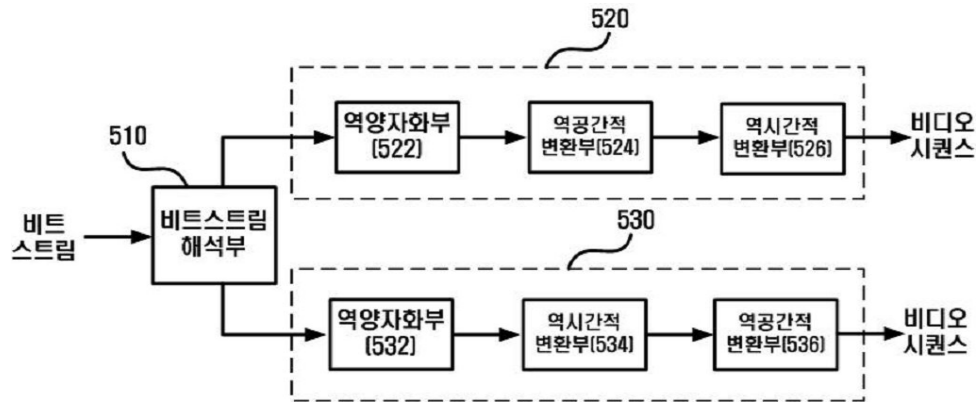 520
역양자화부
(522)
역공간적
변환부(524)
역시간적
변환부(526)
비디오
시퀀스
510
비트스트림
해석부
비트
스트림
530
역양자화부
(532)
역시간적
변환부(534)
역공간적
변환부(536)
비디오
시퀀스